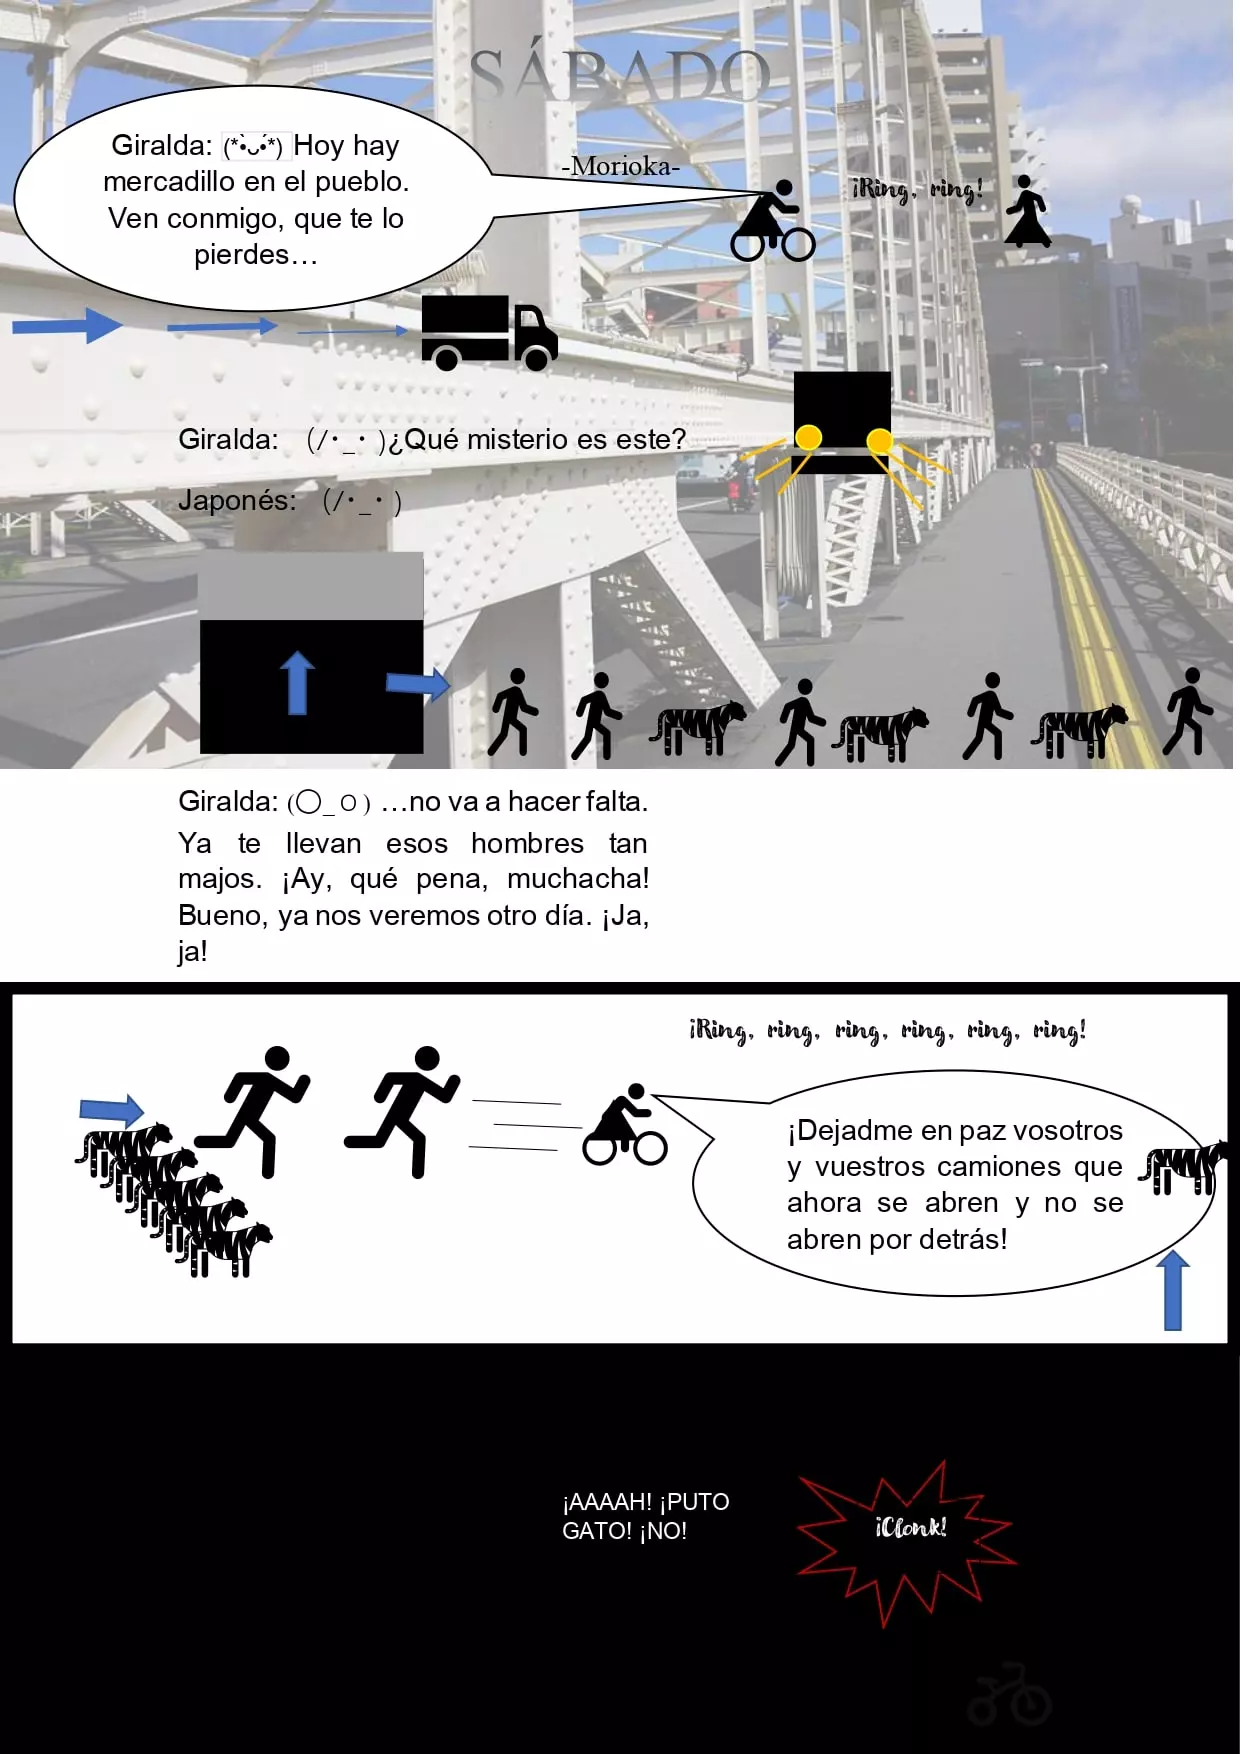 SÁBADO
Giralda: (*•̀ᴗ•́*) Hoy hay
mercadillo en el pueblo.
Ven conmigo, que te lo
pierdes…
-Morioka-
¡Ring, ring!
Giralda: (/・_・)¿Qué misterio es este?
Japonés: (/・_・)
Giralda: (〇_ｏ) …no va a hacer falta.
Ya te llevan esos hombres tan
majos. ¡Ay, qué pena, muchacha!
Bueno, ya nos veremos otro día. ¡Ja,
ja!
¡Ring, ring, ring, ring, ring, ring!
¡Dejadme en paz vosotros
y vuestros camiones que
ahora se abren y no se
abren por detrás!
¡AAAAH! ¡PUTO
GATO! ¡NO!
¡Clonk!